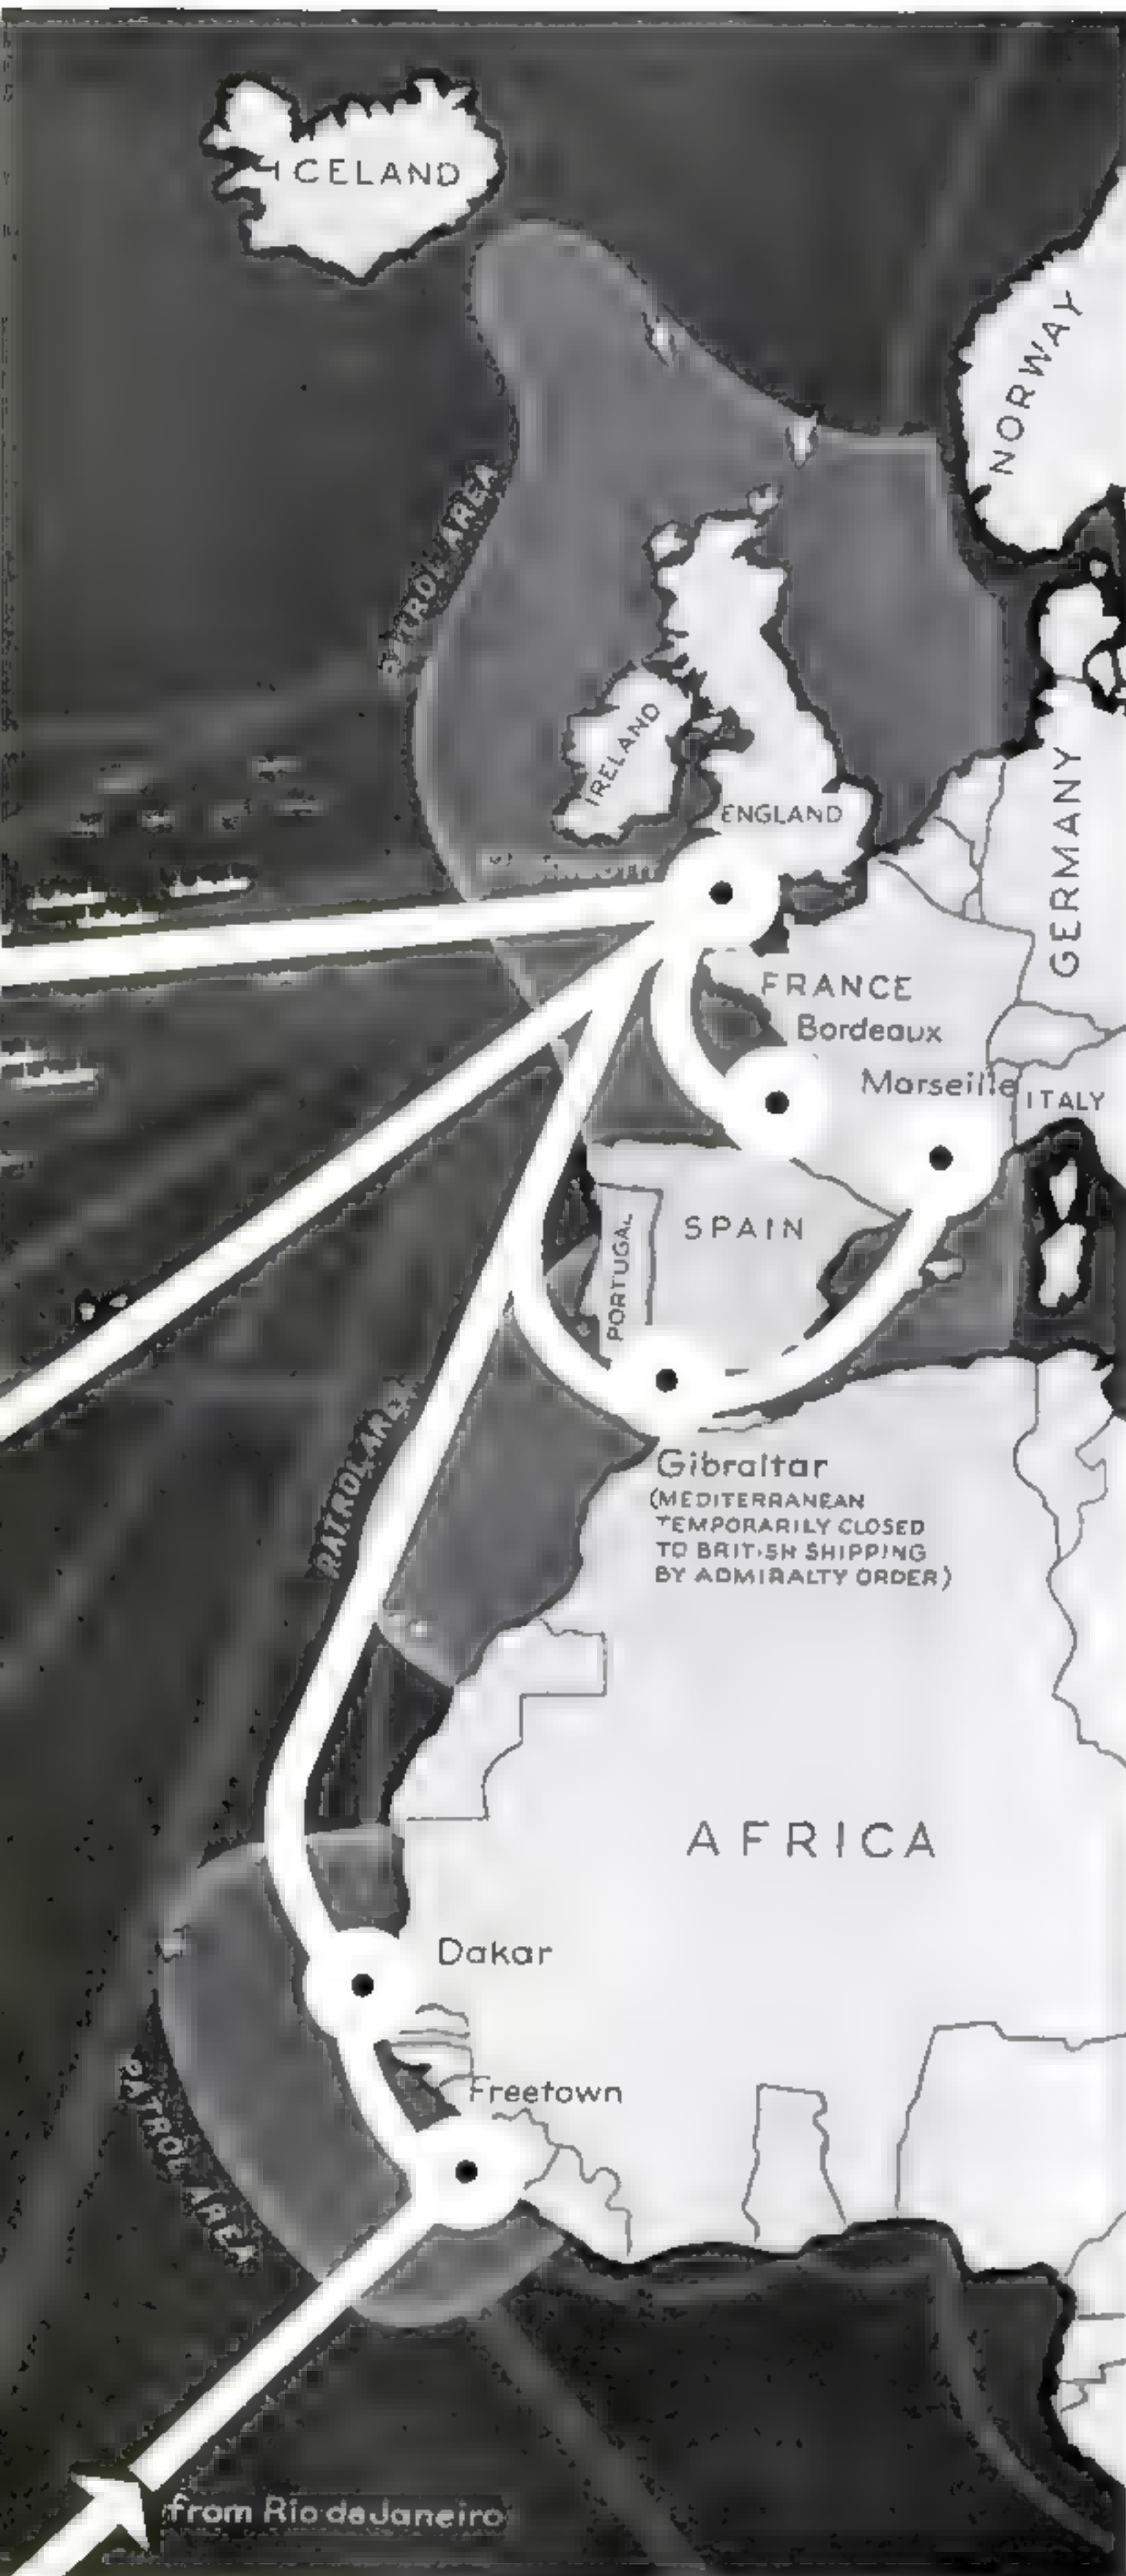 ICELAND
NORWAY
PATROL AREA
IRELAND
ENGLAND
GERMANY
FRANCE
Bordeaux
Marseille
ITALY
SPAIN
PORTUGAL
PATROL AREA
Gibraltar
(MEDITERRANEAN
TEMPORARILY CLOSED
TO BRITISH SHIPPING
BY ADMIRALTY ORDER)
AFRICA
Dakar
PATROL AREA
Freetown
from Rio de Janeiro